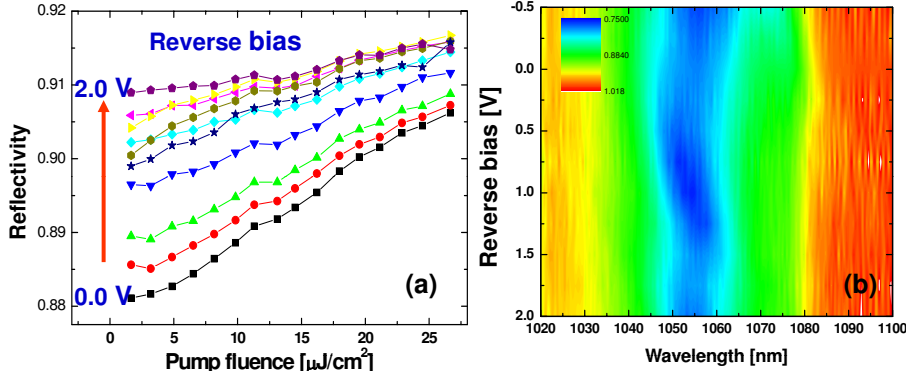 Reverse bias
2.0 V
0.0 V
(a)
Reflectivity
0.92
0.91
0.90
0.89
0.88
0
5
10
15
20
25
Pump fluence [μJ/cm²]
0.7500
0.8840
1.018
(b)
Reverse bias [V]
-0.5
0.0
0.5
1.0
1.5
2.0
1020 1030 1040 1050 1060 1070 1080 1090 1100
Wavelength [nm]